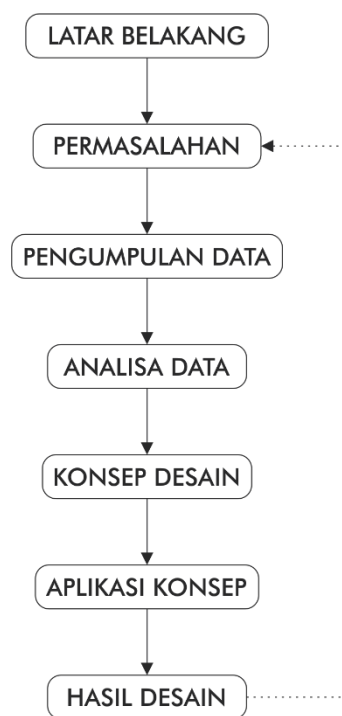 LATAR BELAKANG
PERMASALAHAN
PENGUMPULAN DATA
ANALISA DATA
KONSEP DESAIN
APLIKASI KONSEP
HASIL DESAIN